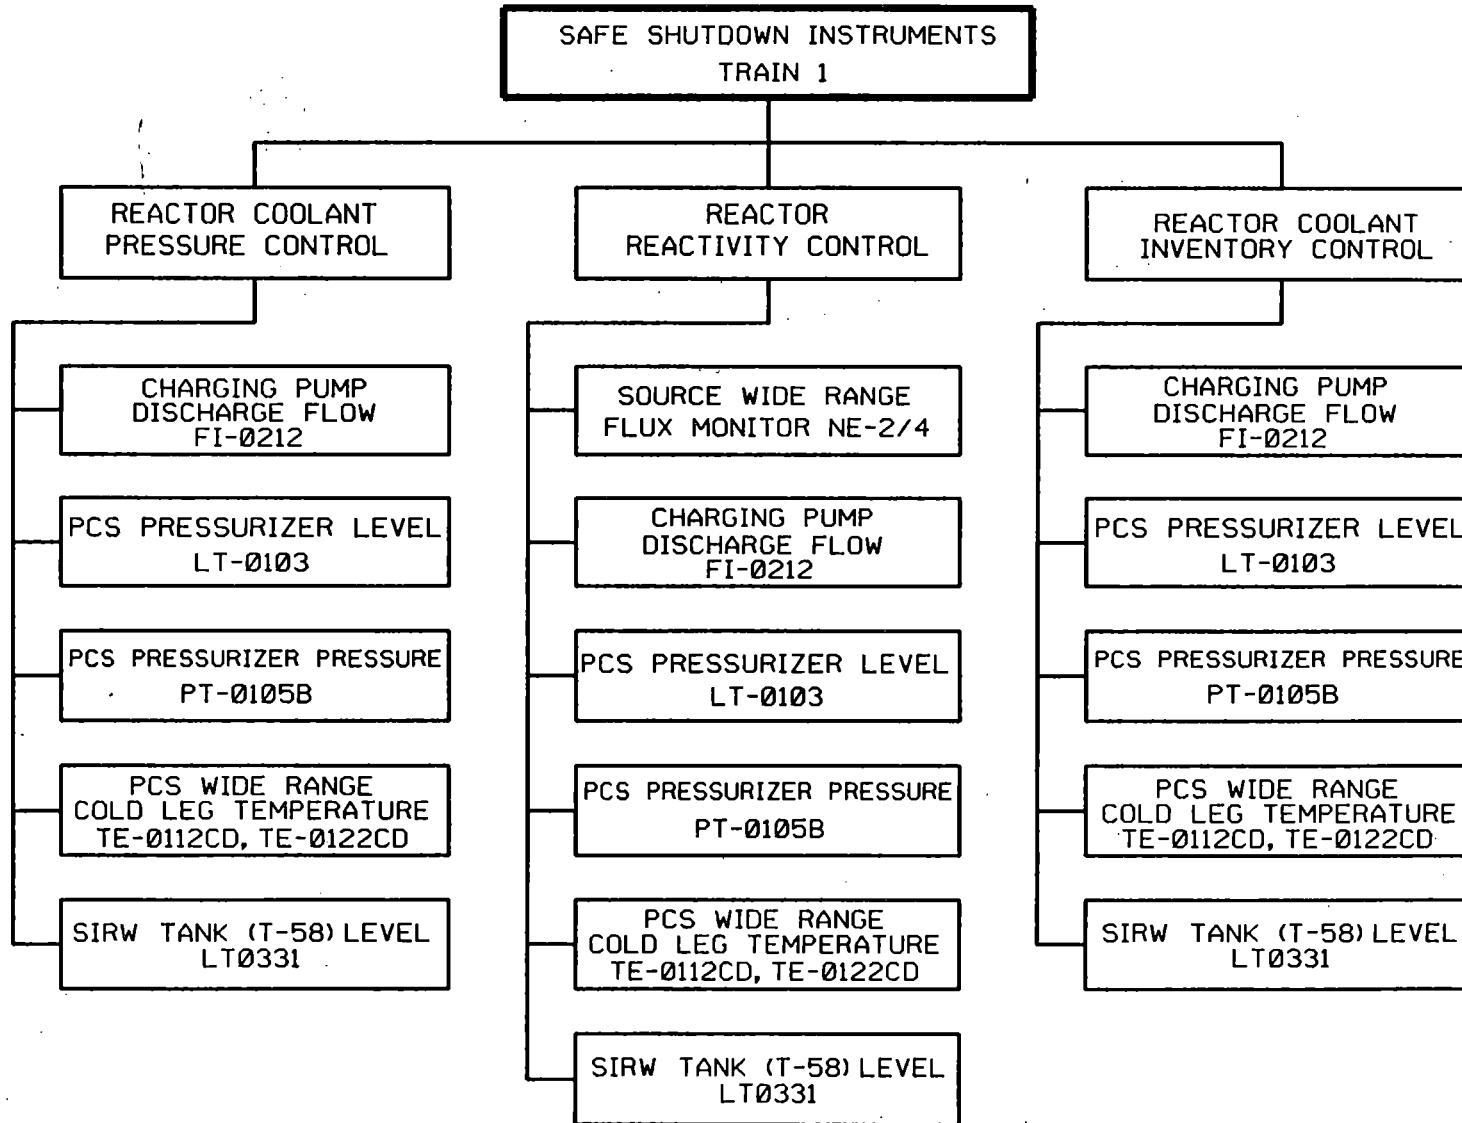 SAFE SHUTDOWN INSTRUMENTS
TRAIN 1
REACTOR COOLANT
PRESSURE CONTROL
CHARGING PUMP
DISCHARGE FLOW
FI-0212
PCS PRESSURIZER LEVEL
LT-0103
PCS PRESSURIZER PRESSURE
PT-0105B
PCS WIDE RANGE
COLD LEG TEMPERATURE
TE-0112CD, TE-0122CD
SIRW TANK (T-58) LEVEL
LT0331
REACTOR
REACTIVITY CONTROL
SOURCE WIDE RANGE
FLUX MONITOR NE-2/4
CHARGING PUMP
DISCHARGE FLOW
FI-0212
PCS PRESSURIZER LEVEL
LT-0103
PCS PRESSURIZER PRESSURE
PT-0105B
PCS WIDE RANGE
COLD LEG TEMPERATURE
TE-0112CD, TE-0122CD
SIRW TANK (T-58) LEVEL
LT0331
REACTOR COOLANT
INVENTORY CONTROL
CHARGING PUMP
DISCHARGE FLOW
FI-0212
PCS PRESSURIZER LEVEL
LT-0103
PCS PRESSURIZER PRESSURE
PT-0105B
PCS WIDE RANGE
COLD LEG TEMPERATURE
TE-0112CD, TE-0122CD
SIRW TANK (T-58) LEVEL
LT0331